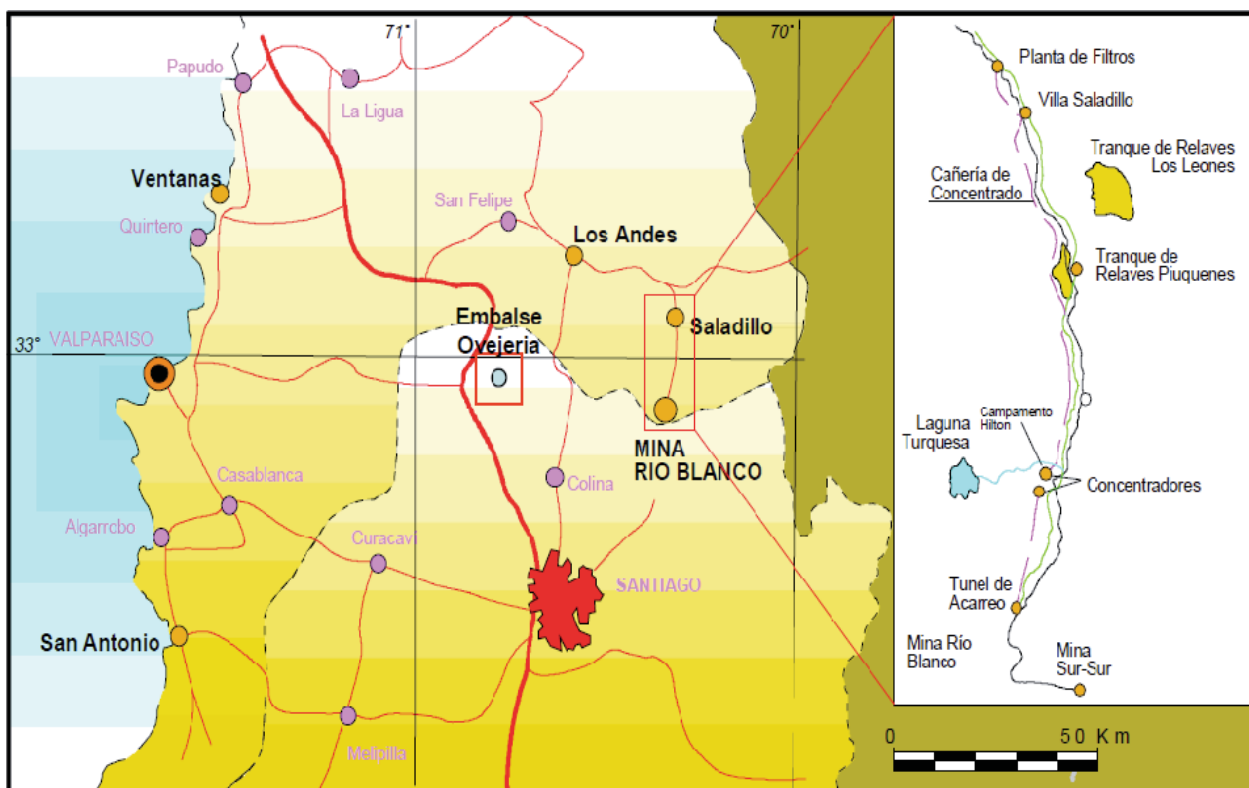 71°
70°
Papudo
La Ligua
Ventanas
Quintero
San Felipe
Los Andes
Embalse
Ovejeria
Saladillo
33°
VALPARAISO
MINA
RIO BLANCO
Casablanca
Colina
Algarrobo
Curacavi
SANTIAGO
San Antonio
Melipilla
Planta de Filtros
Villa Saladillo
Tranque de Relaves
Los Leones
Cañería de
Concentrado
Tranque de
Relaves Piuquenes
Campamento
Hilton
Laguna
Turquesa
Concentradores
Tunel de
Acarreo
Mina Río
Blanco
Mina
Sur-Sur
0 50 Km